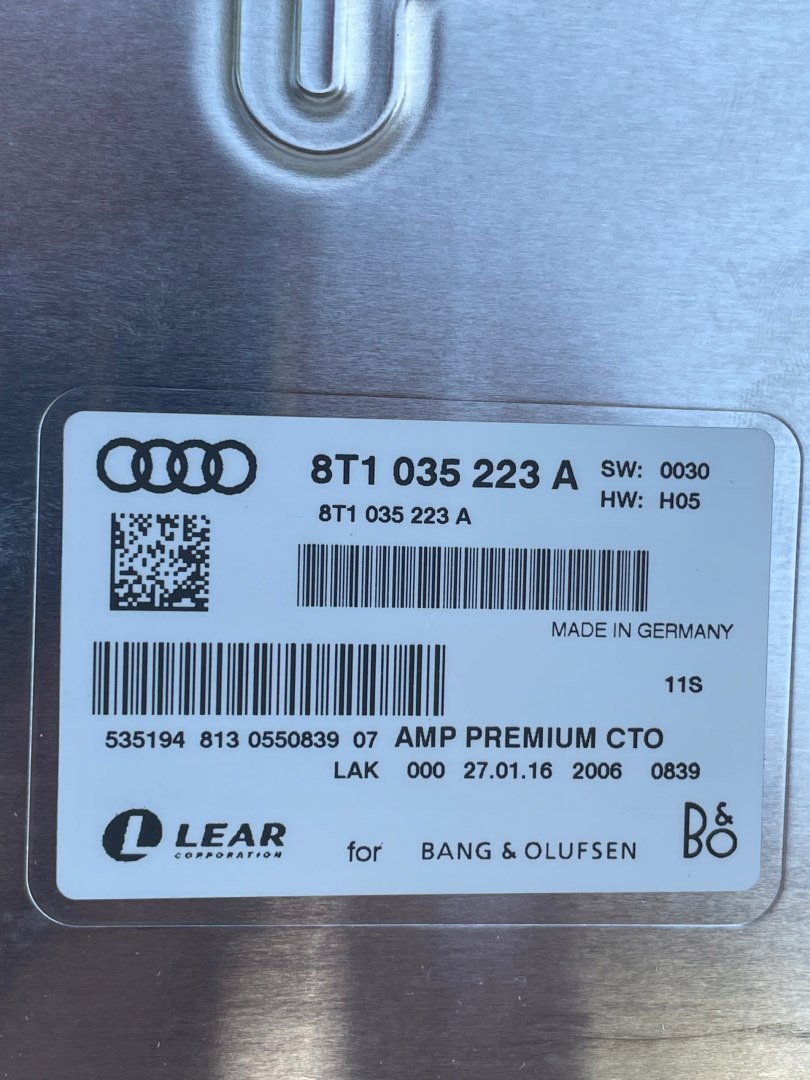 8T1 035 223 A SW: 0030
8T1 035 223 A HW: H05
MADE IN GERMANY
11S
535194 813 0550839 07 AMP PREMIUM CTO
LAK 000 27.01.16 2006 0839
L LEAR
CORPORATION
for BANG & OLUFSEN B&O